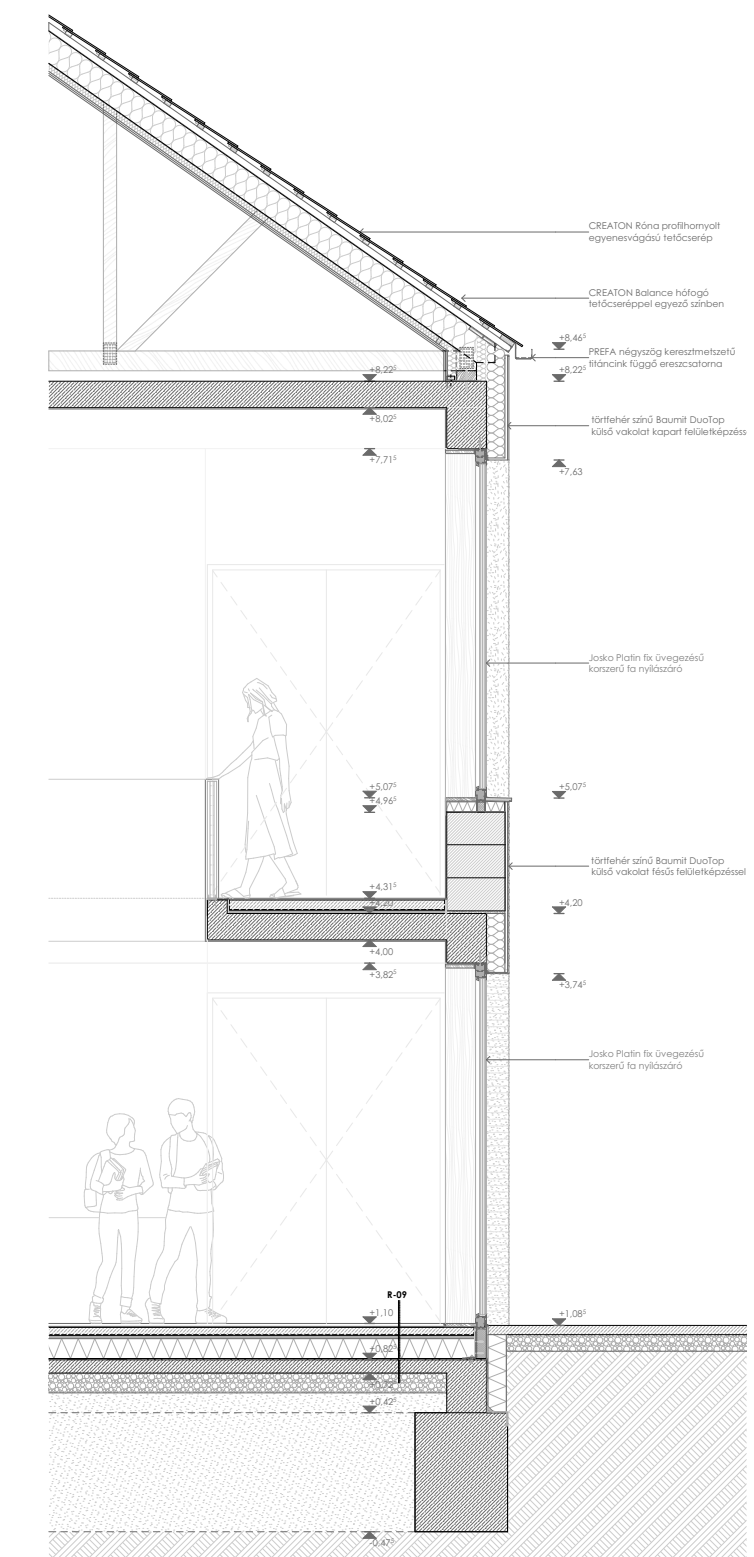 CREATON Róna profilhornyolt
egyenesvágású tetőcserép
CREATON Balance hófogó
tetőcseréppel egyező színben
+8,46⁵
PREFA négyszög keresztmetszetű
titáncink függő ereszcsatorna
+8,22⁵
+8,22⁵
+8,02⁵
törtfehér színű Baumit DuoTop
külső vakolat kapart felületképzéss
+7,71⁵
+7,63
Josko Platin fix üvegezésű
korszerű fa nyílászáró
+5,07⁵
+5,07⁵
+4,96⁵
törtfehér színű Baumit DuoTop
külső vakolat fésűs felületképzéssel
+4,31⁵
+4,20
+4,20
+4,00
+3,82⁵
+3,74⁵
Josko Platin fix üvegezésű
korszerű fa nyílászáró
R-09
+1,10
+1,08⁵
+0,82⁵
+0,42⁵
-0,47⁵